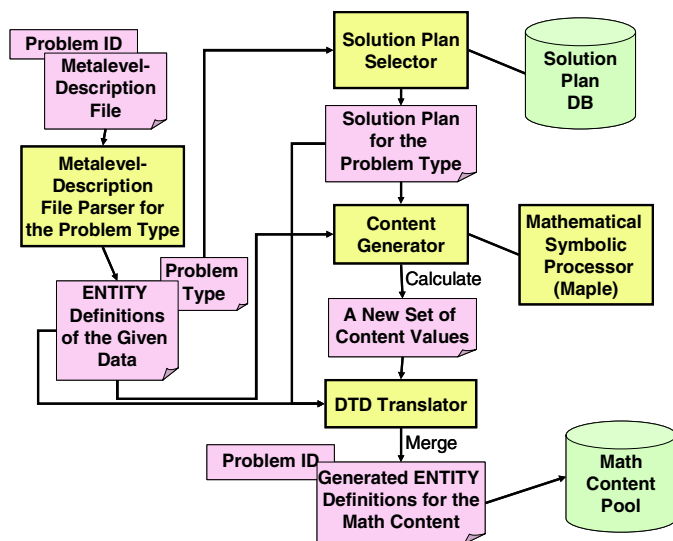 Problem ID
Metalevel-
Description
File
Metalevel-
Description
File Parser for
the Problem Type
Problem
Type
ENTITY
Definitions
of the Given
Data
Solution Plan
Selector
Solution
Plan
DB
Solution Plan
for the
Problem Type
Content
Generator
Mathematical
Symbolic
Processor
(Maple)
Calculate
A New Set of
Content Values
DTD Translator
Merge
Problem ID
Generated ENTITY
Definitions for the
Math Content
Math
Content
Pool